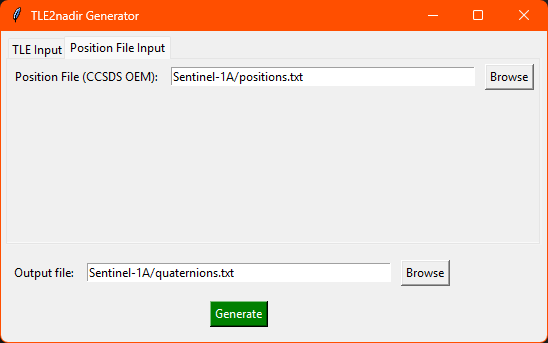 TLE2nadir Generator
TLE Input Position File Input
Position File (CCSDS OEM): Sentinel-1A/positions.txt Browse
Output file: Sentinel-1A/quaternions.txt Browse
Generate